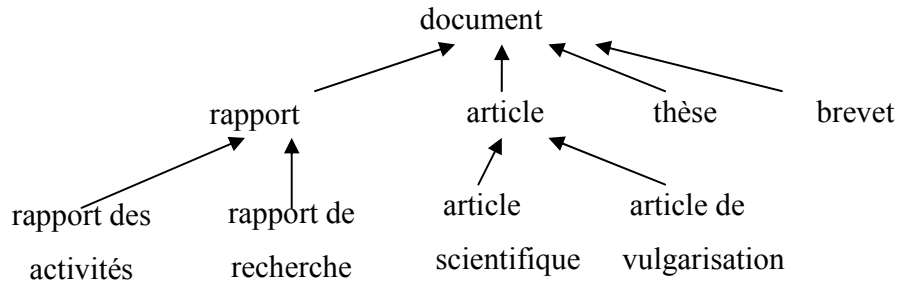 document
rapport article thèse brevet
rapport des rapport de article article de
activités recherche scientifique vulgarisation